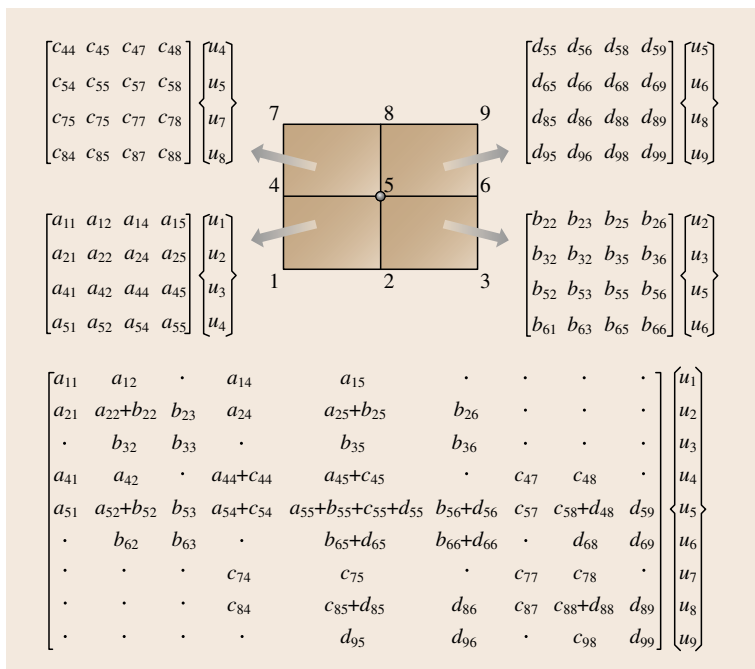 c44 c45 c47 c48 u4
c54 c55 c57 c58 u5
c75 c75 c77 c78 u7
c84 c85 c87 c88 u8
d55 d56 d58 d59 u5
d65 d66 d68 d69 u6
d85 d86 d88 d89 u8
d95 d96 d98 d99 u9
7 8 9
4 5 6
1 2 3
a11 a12 a14 a15 u1
a21 a22 a24 a25 u2
a41 a42 a44 a45 u3
a51 a52 a54 a55 u4
b22 b23 b25 b26 u2
b32 b32 b35 b36 u3
b52 b53 b55 b56 u5
b61 b63 b65 b66 u6
a11 a12 · a14 a15 · · · · u1
a21 a22+b22 b23 a24 a25+b25 b26 · · · u2
· b32 b33 · b35 b36 · · · u3
a41 a42 · a44+c44 a45+c45 · c47 c48 · u4
a51 a52+b52 b53 a54+c54 a55+b55+c55+d55 b56+d56 c57 c58+d48 d59 u5
· b62 b63 · b65+d65 b66+d66 · d68 d69 u6
· · · c74 c75 · c77 c78 · u7
· · · c84 c85+d85 d86 c87 c88+d88 d89 u8
· · · · d95 d96 · c98 d99 u9